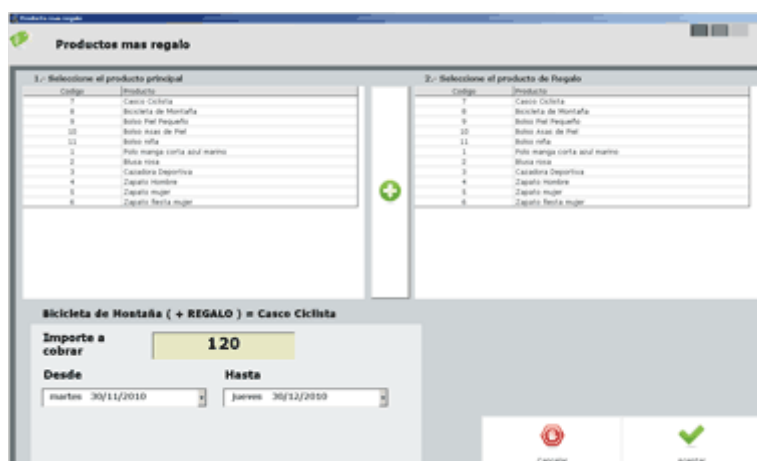 Producto mas regalo
Productos mas regalo
1.- Seleccione el producto principal
Codigo Producto
7 Casco Ciclista
8 Bicicleta de Montaña
9 Bolso Piel Pequeño
10 Bolso Asas de Piel
11 Bolso niña
1 Polo manga corta azul marino
2 Blusa rosa
3 Cazadora Deportiva
4 Zapato Hombre
5 Zapato mujer
6 Zapato fiesta mujer
2.- Seleccione el producto de Regalo
Codigo Producto
7 Casco Ciclista
8 Bicicleta de Montaña
9 Bolso Piel Pequeño
10 Bolso Asas de Piel
11 Bolso niña
1 Polo manga corta azul marino
2 Blusa rosa
3 Cazadora Deportiva
4 Zapato Hombre
5 Zapato mujer
6 Zapato fiesta mujer
Bicicleta de Montaña ( + REGALO ) = Casco Ciclista
Importe a
cobrar
120
Desde Hasta
martes 30/11/2010 jueves 30/12/2010
Cancelar Aceptar